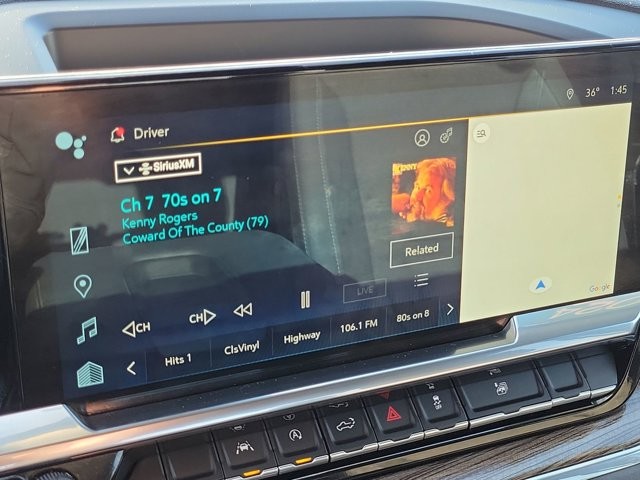 36° 1:45
Driver
SiriusXM
Ch 7 70s on 7
Kenny Rogers
Coward Of The County (79)
Related
LIVE
CH CH
Hits 1 ClsVinyl Highway 106.1 FM 80s on 8
Google